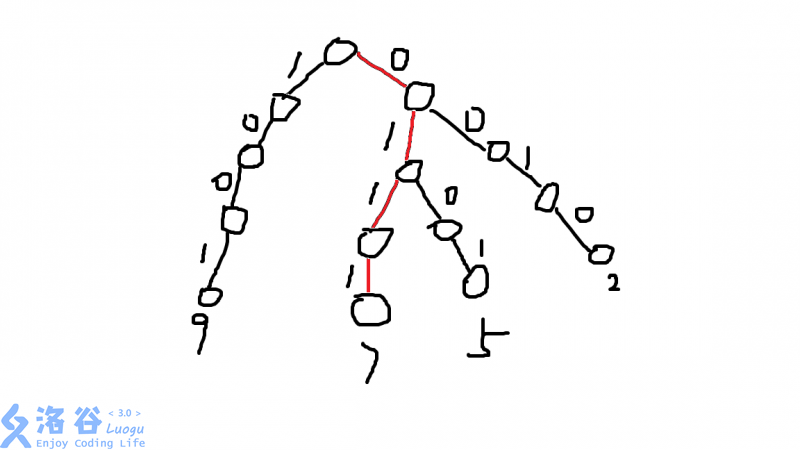 1 0
0 1 0
0 1 0 1
1 1 1 0
9 7 5 2
洛谷 < 3.0 >
Luogu
Enjoy Coding Life